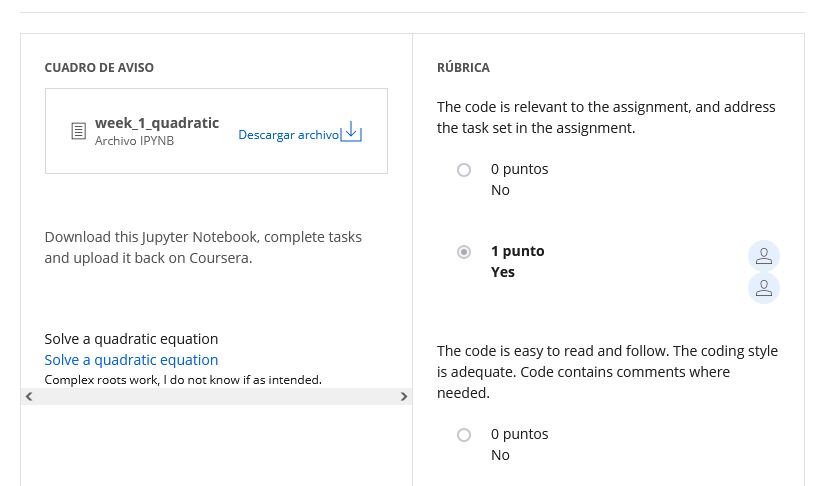 CUADRO DE AVISO
week_1_quadratic
Archivo IPYNB
Descargar archivo
Download this Jupyter Notebook, complete tasks
and upload it back on Coursera.
Solve a quadratic equation
Solve a quadratic equation
Complex roots work, I do not know if as intended.
RÚBRICA
The code is relevant to the assignment, and address
the task set in the assignment.
0 puntos
No
1 punto
Yes
The code is easy to read and follow. The coding style
is adequate. Code contains comments where
needed.
0 puntos
No